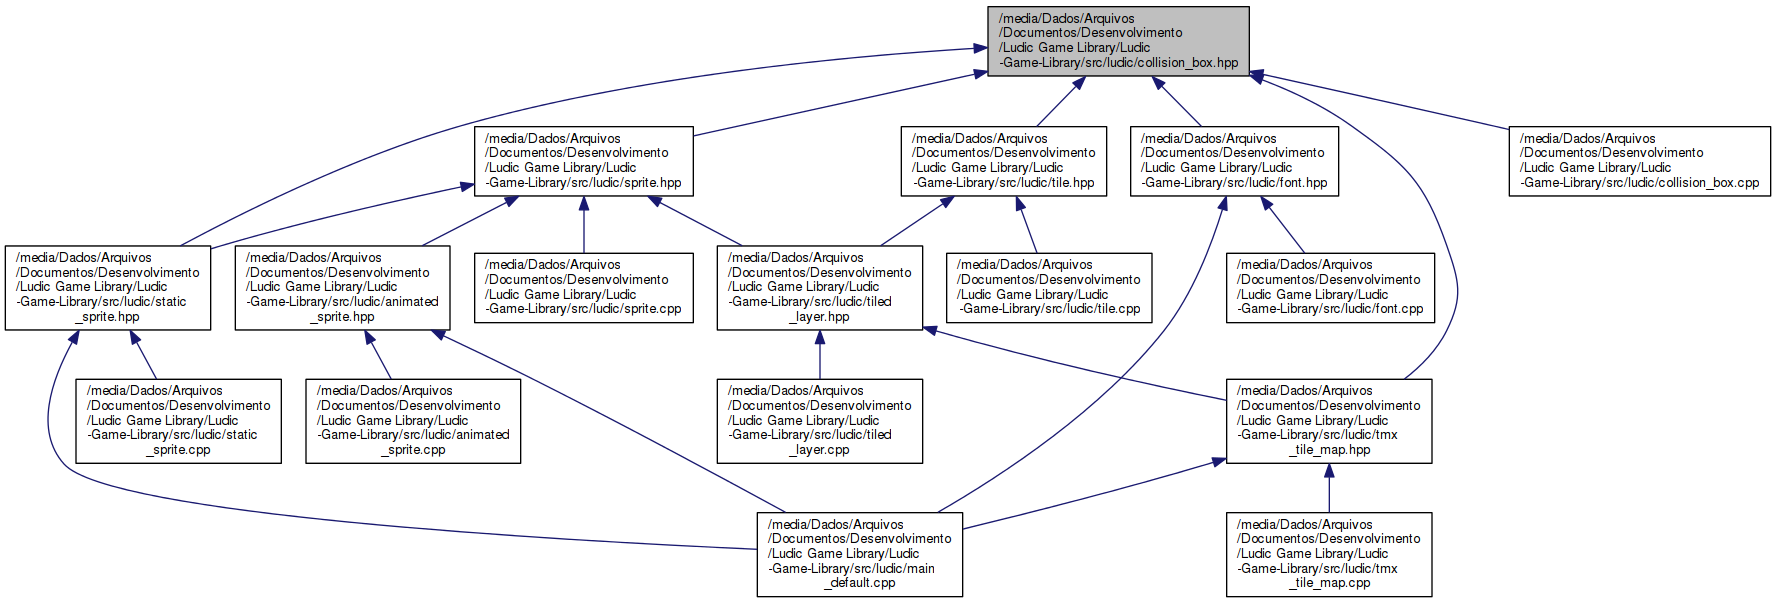 /media/Dados/Arquivos
/Documentos/Desenvolvimento
/Ludic Game Library/Ludic
-Game-Library/src/ludic/collision_box.hpp
/media/Dados/Arquivos
/Documentos/Desenvolvimento
/Ludic Game Library/Ludic
-Game-Library/src/ludic/sprite.hpp
/media/Dados/Arquivos
/Documentos/Desenvolvimento
/Ludic Game Library/Ludic
-Game-Library/src/ludic/tile.hpp
/media/Dados/Arquivos
/Documentos/Desenvolvimento
/Ludic Game Library/Ludic
-Game-Library/src/ludic/font.hpp
/media/Dados/Arquivos
/Documentos/Desenvolvimento
/Ludic Game Library/Ludic
-Game-Library/src/ludic/collision_box.cpp
/media/Dados/Arquivos
/Documentos/Desenvolvimento
/Ludic Game Library/Ludic
-Game-Library/src/ludic/static
_sprite.hpp
/media/Dados/Arquivos
/Documentos/Desenvolvimento
/Ludic Game Library/Ludic
-Game-Library/src/ludic/animated
_sprite.hpp
/media/Dados/Arquivos
/Documentos/Desenvolvimento
/Ludic Game Library/Ludic
-Game-Library/src/ludic/sprite.cpp
/media/Dados/Arquivos
/Documentos/Desenvolvimento
/Ludic Game Library/Ludic
-Game-Library/src/ludic/tiled
_layer.hpp
/media/Dados/Arquivos
/Documentos/Desenvolvimento
/Ludic Game Library/Ludic
-Game-Library/src/ludic/tile.cpp
/media/Dados/Arquivos
/Documentos/Desenvolvimento
/Ludic Game Library/Ludic
-Game-Library/src/ludic/font.cpp
/media/Dados/Arquivos
/Documentos/Desenvolvimento
/Ludic Game Library/Ludic
-Game-Library/src/ludic/static
_sprite.cpp
/media/Dados/Arquivos
/Documentos/Desenvolvimento
/Ludic Game Library/Ludic
-Game-Library/src/ludic/animated
_sprite.cpp
/media/Dados/Arquivos
/Documentos/Desenvolvimento
/Ludic Game Library/Ludic
-Game-Library/src/ludic/tiled
_layer.cpp
/media/Dados/Arquivos
/Documentos/Desenvolvimento
/Ludic Game Library/Ludic
-Game-Library/src/ludic/tmx
_tile_map.hpp
/media/Dados/Arquivos
/Documentos/Desenvolvimento
/Ludic Game Library/Ludic
-Game-Library/src/ludic/main
_default.cpp
/media/Dados/Arquivos
/Documentos/Desenvolvimento
/Ludic Game Library/Ludic
-Game-Library/src/ludic/tmx
_tile_map.cpp